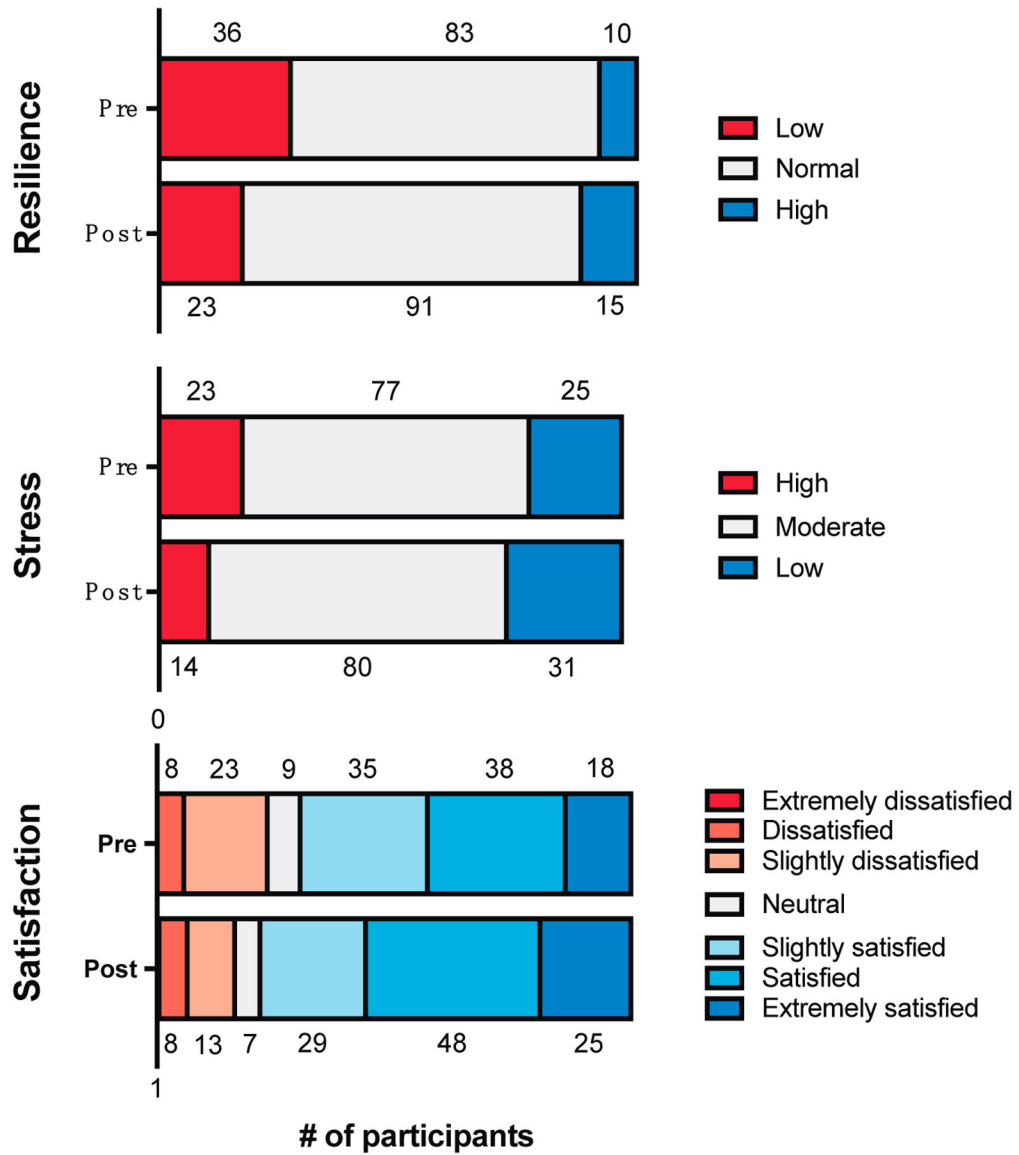 36 83 10
Resilience
Pre
Post
23 91 15
Low
Normal
High
23 77 25
Stress
Pre
Post
14 80 31
High
Moderate
Low
0
8 23 9 35 38 18
Satisfaction
Pre
Post
8 13 7 29 48 25
1
Extremely dissatisfied
Dissatisfied
Slightly dissatisfied
Neutral
Slightly satisfied
Satisfied
Extremely satisfied
# of participants